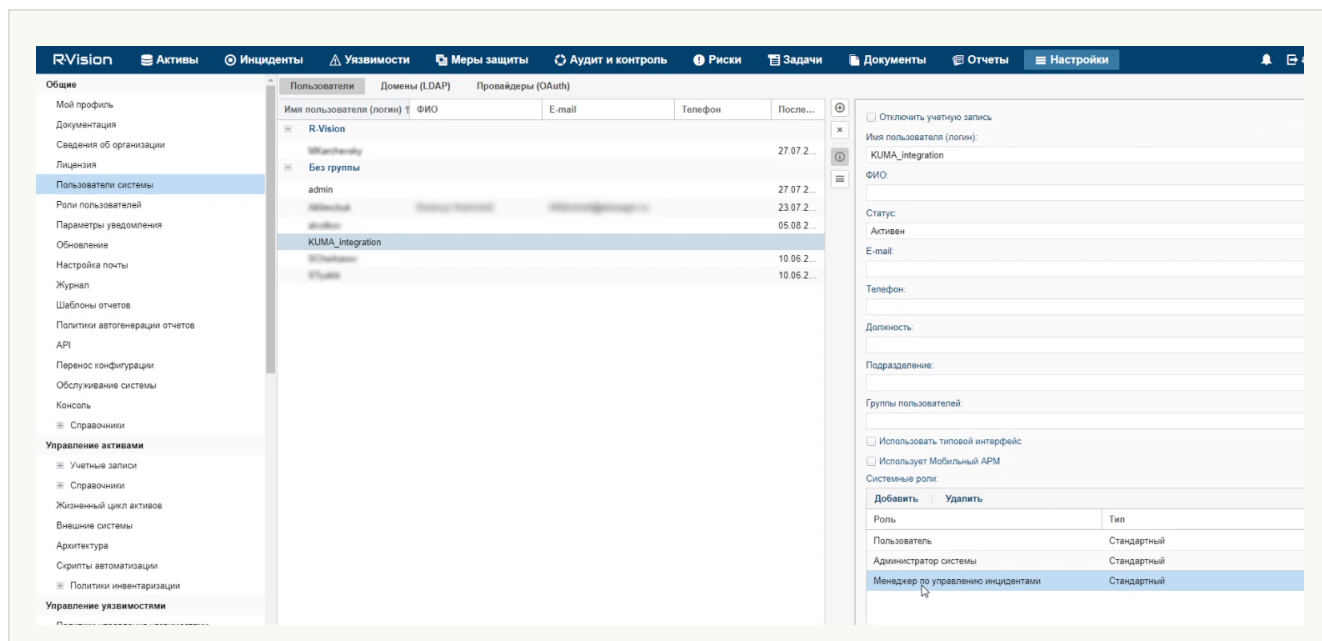 R·Vision Активы Инциденты Уязвимости Меры защиты Аудит и контроль Риски Задачи Документы Отчеты Настройки
Общие
Мой профиль
Документация
Сведения об организации
Лицензия
Пользователи системы
Роли пользователей
Параметры уведомления
Обновление
Настройка почты
Журнал
Шаблоны отчетов
Политики автогенерации отчетов
API
Перенос конфигурации
Обслуживание системы
Консоль
Справочники
Управление активами
Учетные записи
Справочники
Жизненный цикл активов
Внешние системы
Архитектура
Скрипты автоматизации
Политики инвентаризации
Управление уязвимостями
Пользователи Домены (LDAP) Провайдеры (OAuth)
Имя пользователя (логин) ↑ ФИО E-mail Телефон После...
R-Vision
27.07.2...
Без группы
admin 27.07.2...
23.07.2...
05.08.2...
KUMA_integration
10.06.2...
10.06.2...
Отключить учетную запись
Имя пользователя (логин):
KUMA_integration
ФИО:
Статус:
Активен
E-mail:
Телефон:
Должность:
Подразделение:
Группы пользователей:
Использовать типовой интерфейс
Использует Мобильный АРМ
Системные роли:
Добавить Удалить
Роль Тип
Пользователь Стандартный
Администратор системы Стандартный
Менеджер по управлению инцидентами Стандартный